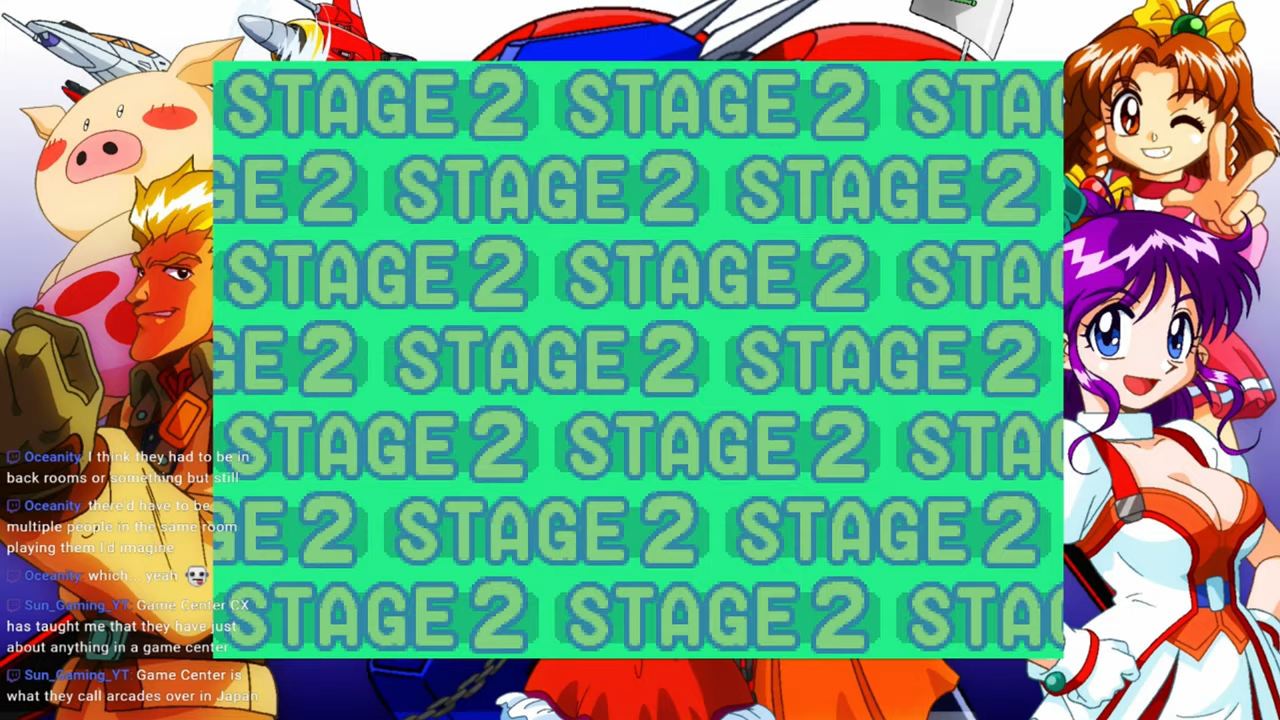 STAGE 2 STAGE 2 STA
GE 2 STAGE 2 STAGE 2
STAGE 2 STAGE 2 STA
GE 2 STAGE 2 STAGE 2
STAGE 2 STAGE 2 STA
GE 2 STAGE 2 STAGE 2
STAGE 2 STAGE 2 STA
Oceanity I think they had to be in
back rooms or something but still
Oceanity there'd have to be
multiple people in the same room
playing them I'd imagine
Oceanity which... yeah
Sun_Gaming_YT Game Center CX
has taught me that they have just
about anything in a game center
Sun_Gaming_YT Game Center is
what they call arcades over in Japan